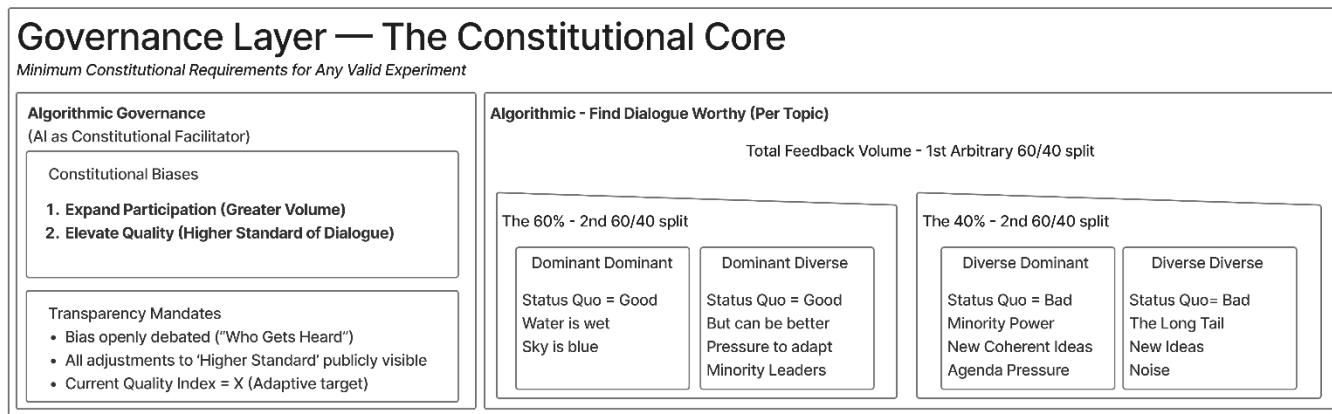 Governance Layer — The Constitutional Core
Minimum Constitutional Requirements for Any Valid Experiment
Algorithmic Governance
(AI as Constitutional Facilitator)
Constitutional Biases
1. Expand Participation (Greater Volume)
2. Elevate Quality (Higher Standard of Dialogue)
Transparency Mandates
• Bias openly debated (“Who Gets Heard”)
• All adjustments to ‘Higher Standard’ publicly visible
• Current Quality Index = X (Adaptive target)
Algorithmic - Find Dialogue Worthy (Per Topic)
Total Feedback Volume - 1st Arbitrary 60/40 split
The 60% - 2nd 60/40 split
Dominant Dominant
Status Quo = Good
Water is wet
Sky is blue
Dominant Diverse
Status Quo = Good
But can be better
Pressure to adapt
Minority Leaders
The 40% - 2nd 60/40 split
Diverse Dominant
Status Quo = Bad
Minority Power
New Coherent Ideas
Agenda Pressure
Diverse Diverse
Status Quo= Bad
The Long Tail
New Ideas
Noise